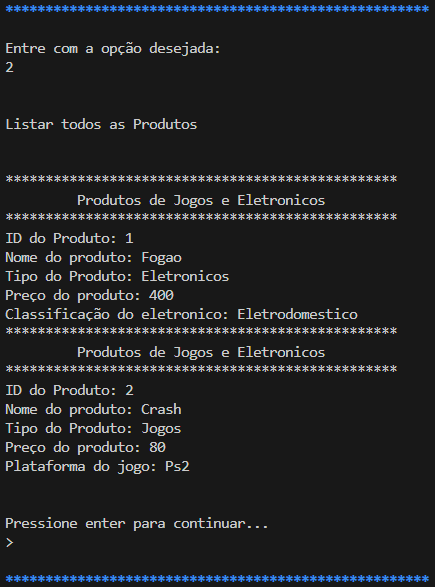 *****************************************************
Entre com a opção desejada:
2
Listar todos as Produtos
*************************************************
Produtos de Jogos e Eletronicos
*************************************************
ID do Produto: 1
Nome do produto: Fogao
Tipo do Produto: Eletronicos
Preço do produto: 400
Classificação do eletronico: Eletrodomestico
*************************************************
Produtos de Jogos e Eletronicos
*************************************************
ID do Produto: 2
Nome do produto: Crash
Tipo do Produto: Jogos
Preço do produto: 80
Plataforma do jogo: Ps2
Pressione enter para continuar...
>
*****************************************************